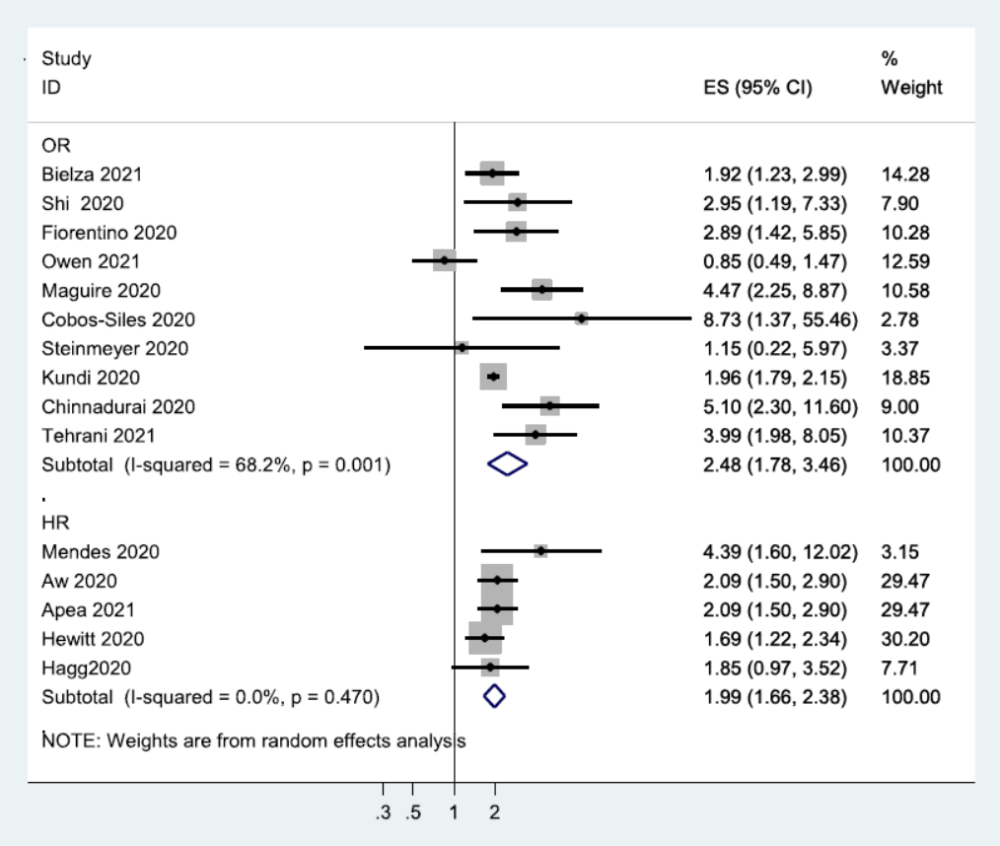 Study %
ID ES (95% CI) Weight
OR
Bielza 2021 1.92 (1.23, 2.99) 14.28
Shi 2020 2.95 (1.19, 7.33) 7.90
Fiorentino 2020 2.89 (1.42, 5.85) 10.28
Owen 2021 0.85 (0.49, 1.47) 12.59
Maguire 2020 4.47 (2.25, 8.87) 10.58
Cobos-Siles 2020 8.73 (1.37, 55.46) 2.78
Steinmeyer 2020 1.15 (0.22, 5.97) 3.37
Kundi 2020 1.96 (1.79, 2.15) 18.85
Chinnadurai 2020 5.10 (2.30, 11.60) 9.00
Tehrani 2021 3.99 (1.98, 8.05) 10.37
Subtotal (I-squared = 68.2%, p = 0.001) 2.48 (1.78, 3.46) 100.00
.
HR
Mendes 2020 4.39 (1.60, 12.02) 3.15
Aw 2020 2.09 (1.50, 2.90) 29.47
Apea 2021 2.09 (1.50, 2.90) 29.47
Hewitt 2020 1.69 (1.22, 2.34) 30.20
Hagg2020 1.85 (0.97, 3.52) 7.71
Subtotal (I-squared = 0.0%, p = 0.470) 1.99 (1.66, 2.38) 100.00
.
NOTE: Weights are from random effects analysis
.3 .5 1 2